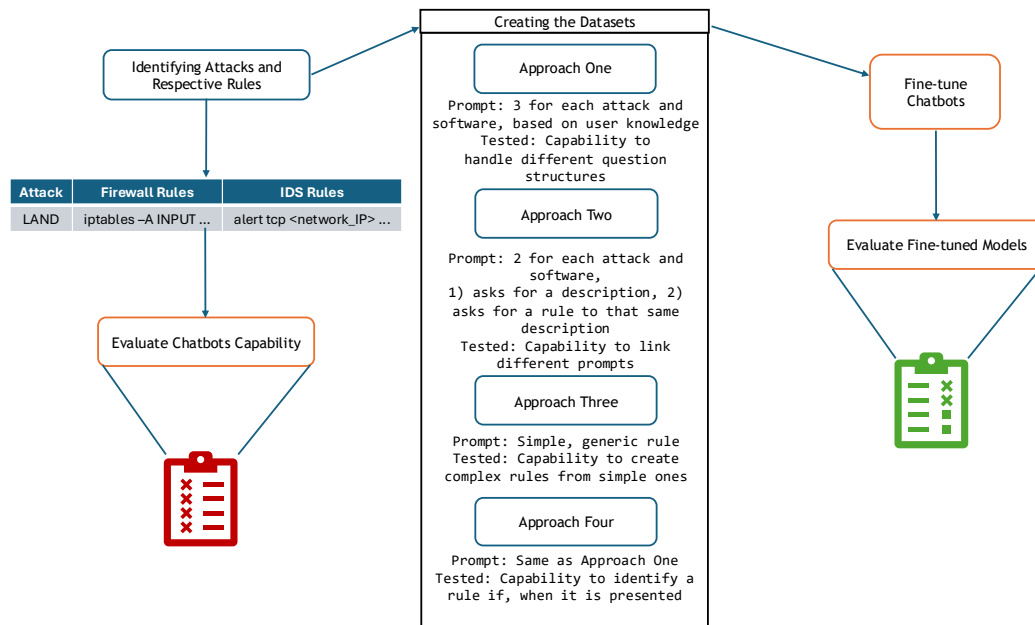 Creating the Datasets
Identifying Attacks and
Respective Rules
Attack Firewall Rules IDS Rules
LAND iptables –A INPUT ... alert tcp <network_IP> ...
Evaluate Chatbots Capability
Approach One
Prompt: 3 for each attack and
software, based on user knowledge
Tested: Capability to
handle different question
structures
Approach Two
Prompt: 2 for each attack and
software,
1) asks for a description, 2)
asks for a rule to that same
description
Tested: Capability to link
different prompts
Approach Three
Prompt: Simple, generic rule
Tested: Capability to create
complex rules from simple ones
Approach Four
Prompt: Same as Approach One
Tested: Capability to identify a
rule if, when it is presented
Fine-tune
Chatbots
Evaluate Fine-tuned Models